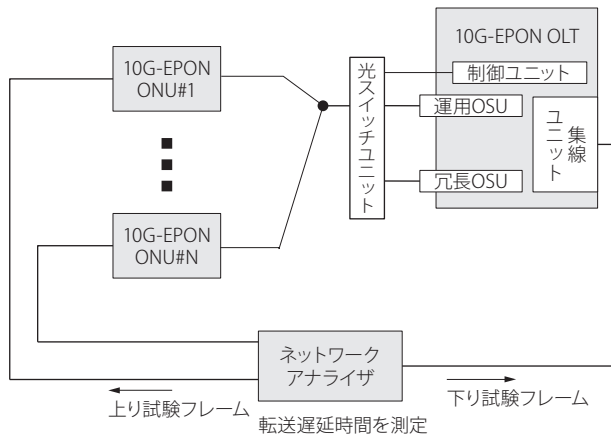 10G-EPON
ONU#1
10G-EPON
ONU#N
光スイッチユニット
10G-EPON OLT
制御ユニット
運用OSU
冗長OSU
集線
ユニット
ネットワーク
アナライザ
上り試験フレーム
下り試験フレーム
転送遅延時間を測定